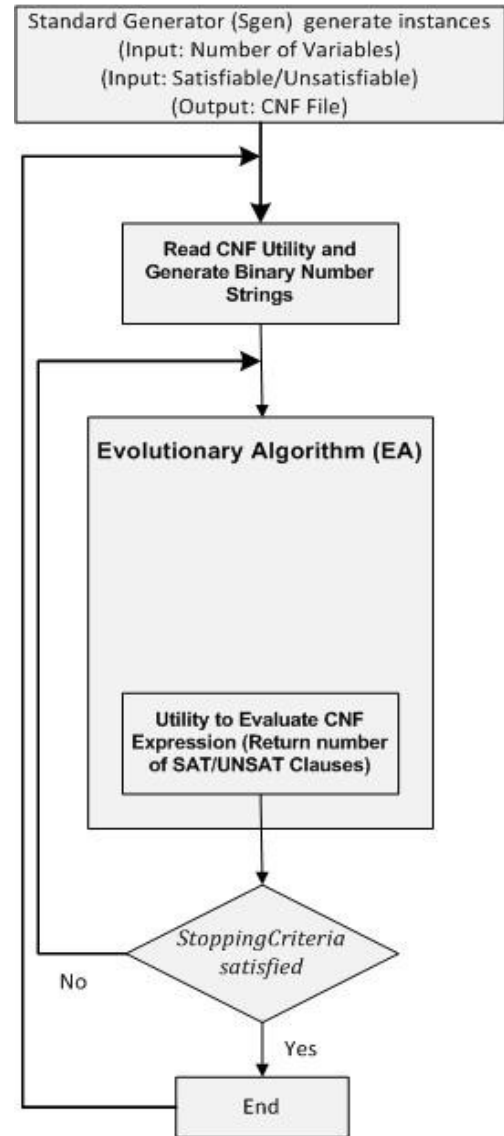 Standard Generator (Sgen) generate instances
(Input: Number of Variables)
(Input: Satisfiable/Unsatisfiable)
(Output: CNF File)
Read CNF Utility and
Generate Binary Number
Strings
Evolutionary Algorithm (EA)
Utility to Evaluate CNF
Expression (Return number
of SAT/UNSAT Clauses)
StoppingCriteria
satisfied
No
Yes
End